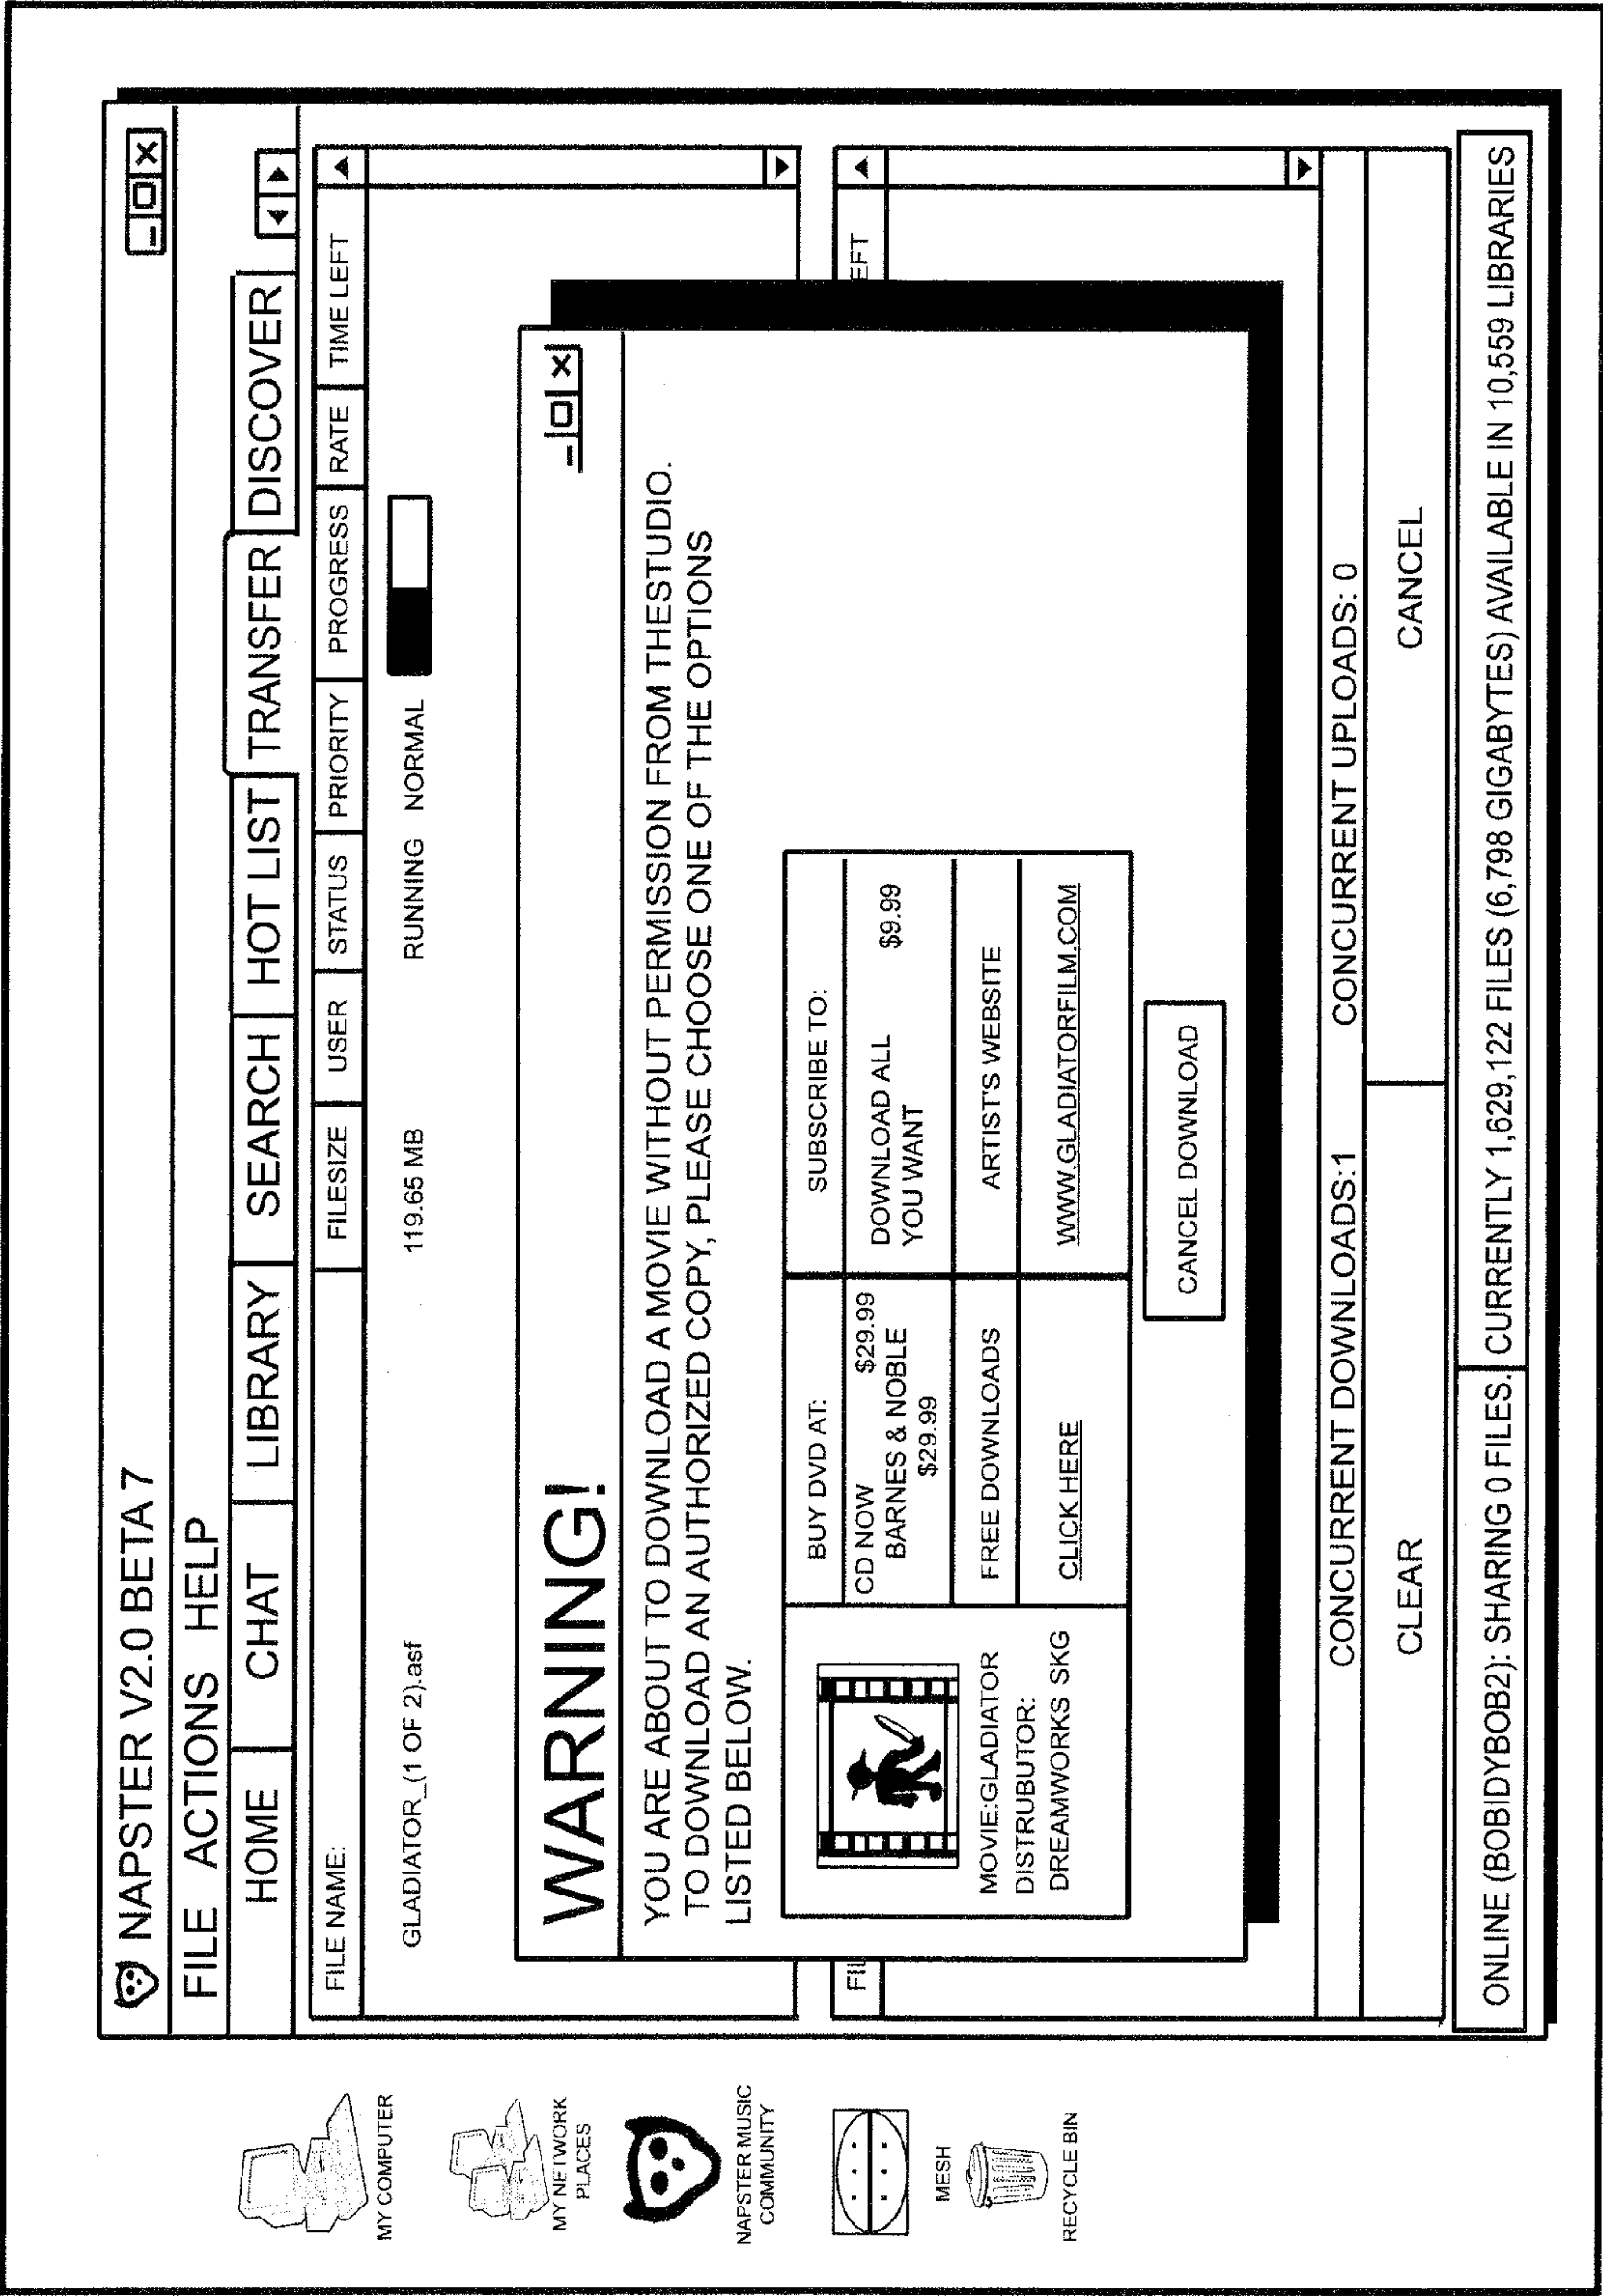 NAPSTER V2.0 BETA 7
FILE ACTIONS HELP
HOME CHAT LIBRARY SEARCH HOT LIST TRANSFER DISCOVER
FILE NAME: FILESIZE USER STATUS PRIORITY PROGRESS RATE TIME LEFT
GLADIATOR_(1 OF 2).asf 119.65 MB RUNNING NORMAL
WARNING!
YOU ARE ABOUT TO DOWNLOAD A MOVIE WITHOUT PERMISSION FROM THESTUDIO.
TO DOWNLOAD AN AUTHORIZED COPY, PLEASE CHOOSE ONE OF THE OPTIONS
LISTED BELOW.
MOVIE:GLADIATOR
DISTRUBUTOR:
DREAMWORKS SKG
BUY DVD AT:
CD NOW $29.99
BARNES & NOBLE
$29.99
SUBSCRIBE TO:
DOWNLOAD ALL $9.99
YOU WANT
FREE DOWNLOADS
CLICK HERE
ARTIST'S WEBSITE
WWW.GLADIATORFILM.COM
CANCEL DOWNLOAD
FIL EFT
CONCURRENT DOWNLOADS:1 CONCURRENT UPLOADS: 0
CLEAR CANCEL
ONLINE (BOBIDYBOB2): SHARING 0 FILES. CURRENTLY 1,629,122 FILES (6,798 GIGABYTES) AVAILABLE IN 10,559 LIBRARIES
MY COMPUTER
MY NETWORK
PLACES
NAPSTER MUSIC
COMMUNITY
MESH
RECYCLE BIN